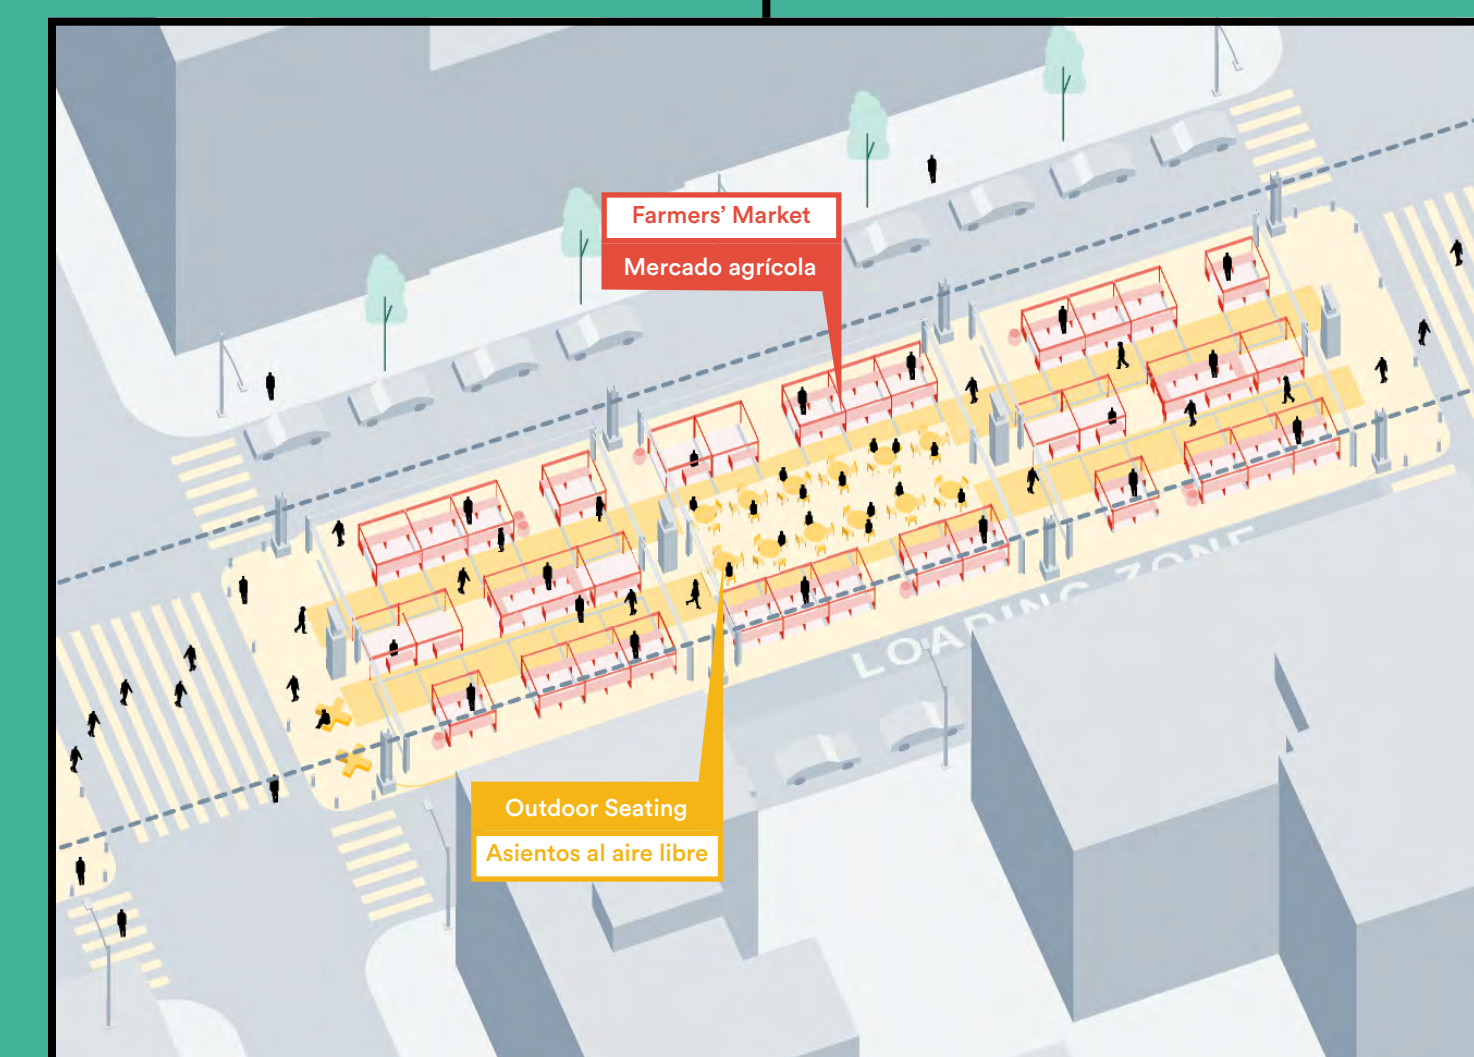 Farmers’ Market
Mercado agrícola
LOADING ZONE
Outdoor Seating
Asientos al aire libre